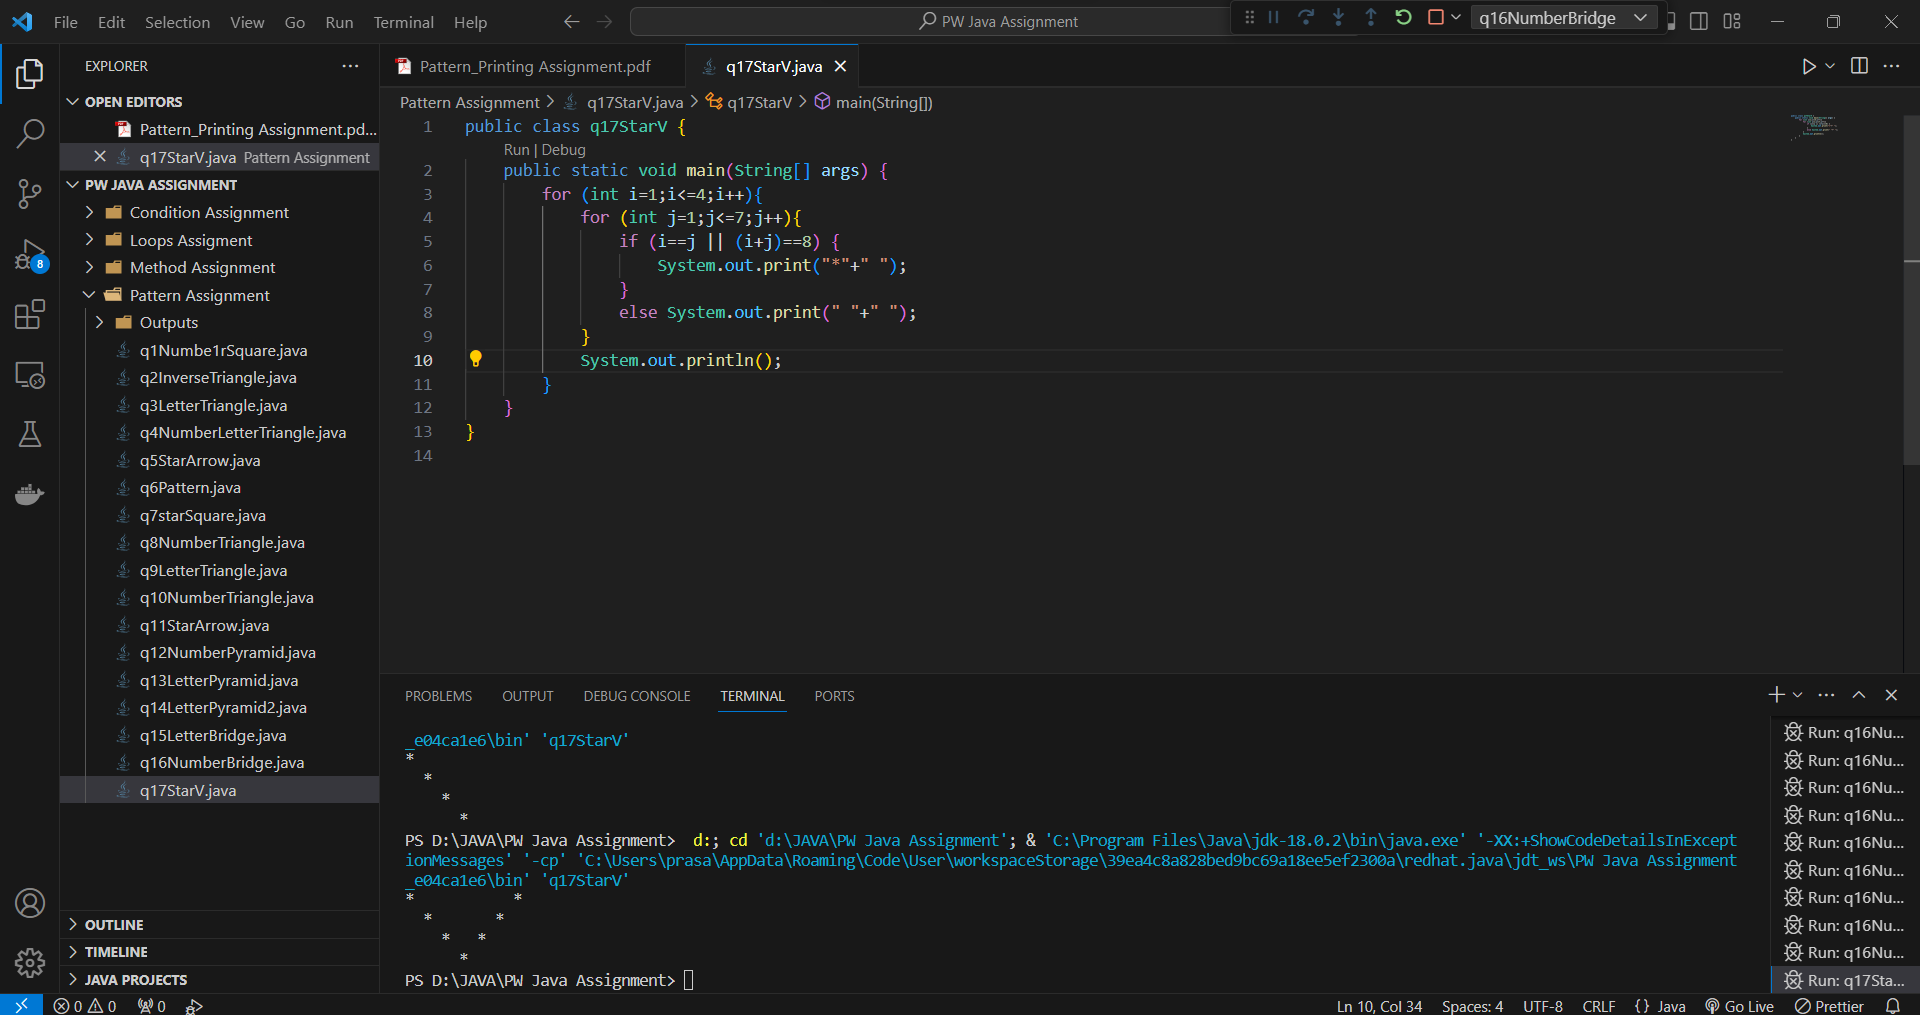 File Edit Selection View Go Run Terminal Help
PW Java Assignment
q16NumberBridge
EXPLORER
OPEN EDITORS
Pattern_Printing Assignment.pd...
q17StarV.java Pattern Assignment
PW JAVA ASSIGNMENT
Condition Assignment
Loops Assigment
Method Assignment
Pattern Assignment
Outputs
q1Numbe1rSquare.java
q2InverseTriangle.java
q3LetterTriangle.java
q4NumberLetterTriangle.java
q5StarArrow.java
q6Pattern.java
q7starSquare.java
q8NumberTriangle.java
q9LetterTriangle.java
q10NumberTriangle.java
q11StarArrow.java
q12NumberPyramid.java
q13LetterPyramid.java
q14LetterPyramid2.java
q15LetterBridge.java
q16NumberBridge.java
q17StarV.java
OUTLINE
TIMELINE
JAVA PROJECTS
8
Pattern_Printing Assignment.pdf
q17StarV.java
Pattern Assignment > q17StarV.java > q17StarV > main(String[])
1 public class q17StarV {
Run | Debug
2 public static void main(String[] args) {
3 for (int i=1;i<=4;i++){
4 for (int j=1;j<=7;j++){
5 if (i==j || (i+j)==8) {
6 System.out.print("*"+" ");
7 }
8 else System.out.print(" "+" ");
9 }
10 System.out.println();
11 }
12 }
13 }
14
PROBLEMS OUTPUT DEBUG CONSOLE TERMINAL PORTS
_e04ca1e6\bin' 'q17StarV'
*
  *
    *
      *
PS D:\JAVA\PW Java Assignment>  d:; cd 'd:\JAVA\PW Java Assignment'; & 'C:\Program Files\Java\jdk-18.0.2\bin\java.exe' '-XX:+ShowCodeDetailsInExcept
ionMessages' '-cp' 'C:\Users\prasa\AppData\Roaming\Code\User\workspaceStorage\39ea4c8a828bed9bc69a18ee5ef2300a\redhat.java\jdt_ws\PW Java Assignment
_e04ca1e6\bin' 'q17StarV'
*           *
  *       *
    *   *
      *
PS D:\JAVA\PW Java Assignment>
Run: q16Nu...
Run: q16Nu...
Run: q16Nu...
Run: q16Nu...
Run: q16Nu...
Run: q16Nu...
Run: q16Nu...
Run: q16Nu...
Run: q16Nu...
Run: q17Sta...
0 0 0
Ln 10, Col 34 Spaces: 4 UTF-8 CRLF {} Java Go Live Prettier